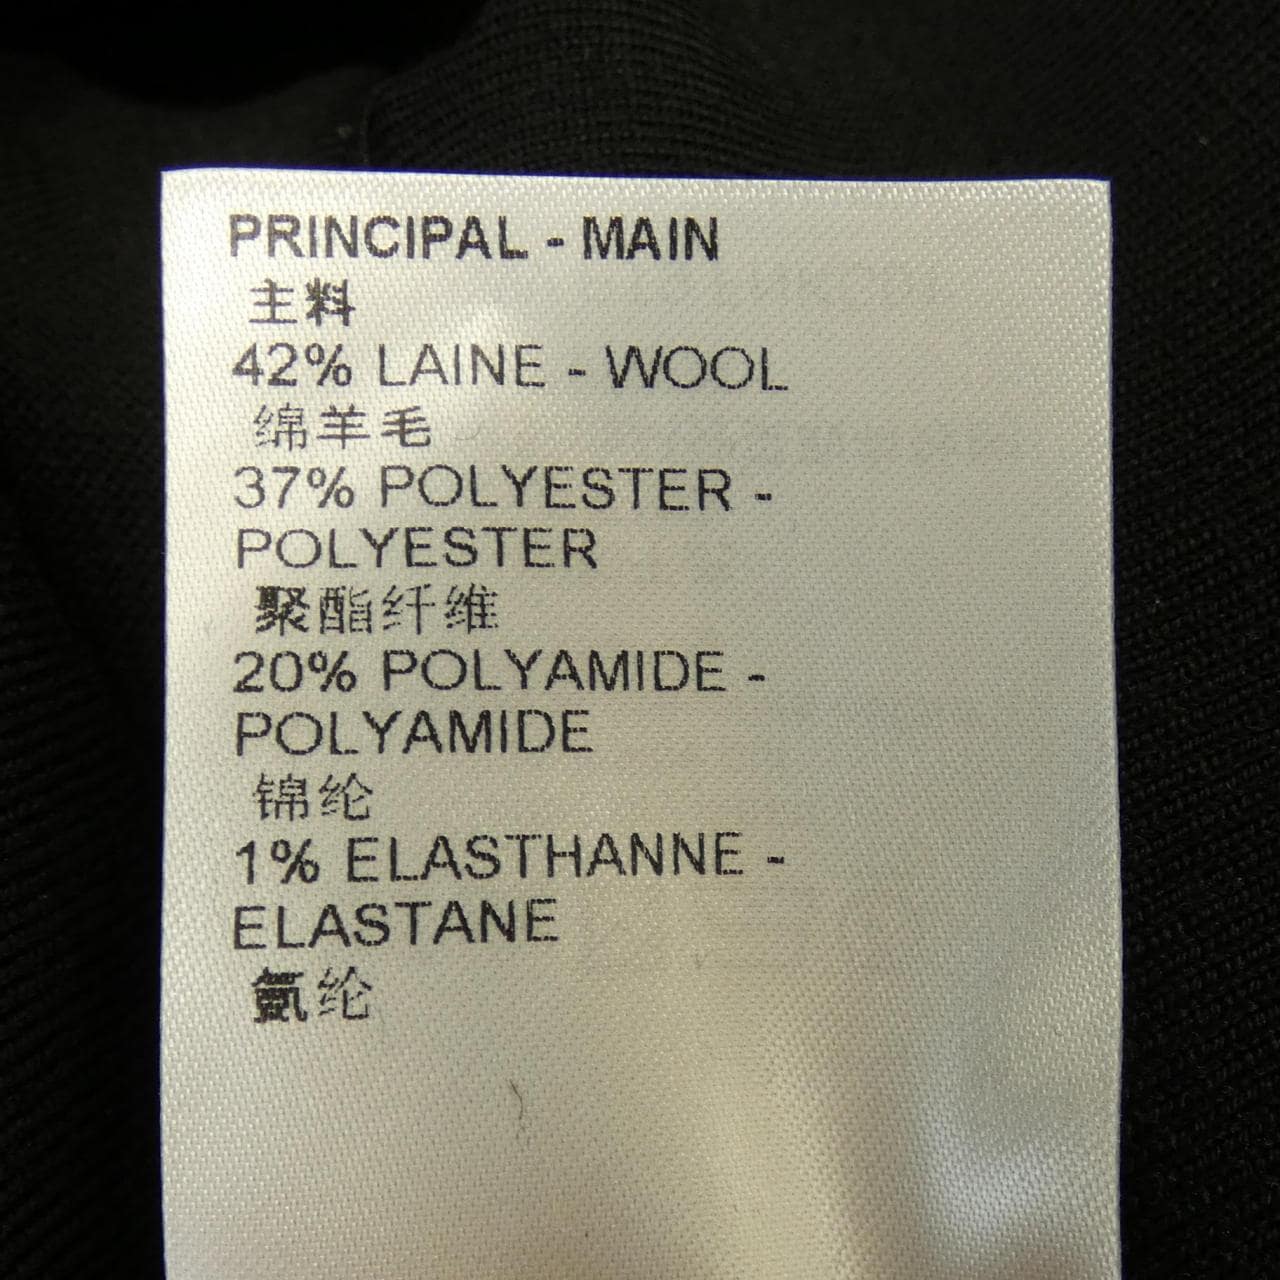 PRINCIPAL - MAIN
主料
42% LAINE - WOOL
绵羊毛
37% POLYESTER -
POLYESTER
聚酯纤维
20% POLYAMIDE -
POLYAMIDE
锦纶
1% ELASTHANNE -
ELASTANE
氨纶